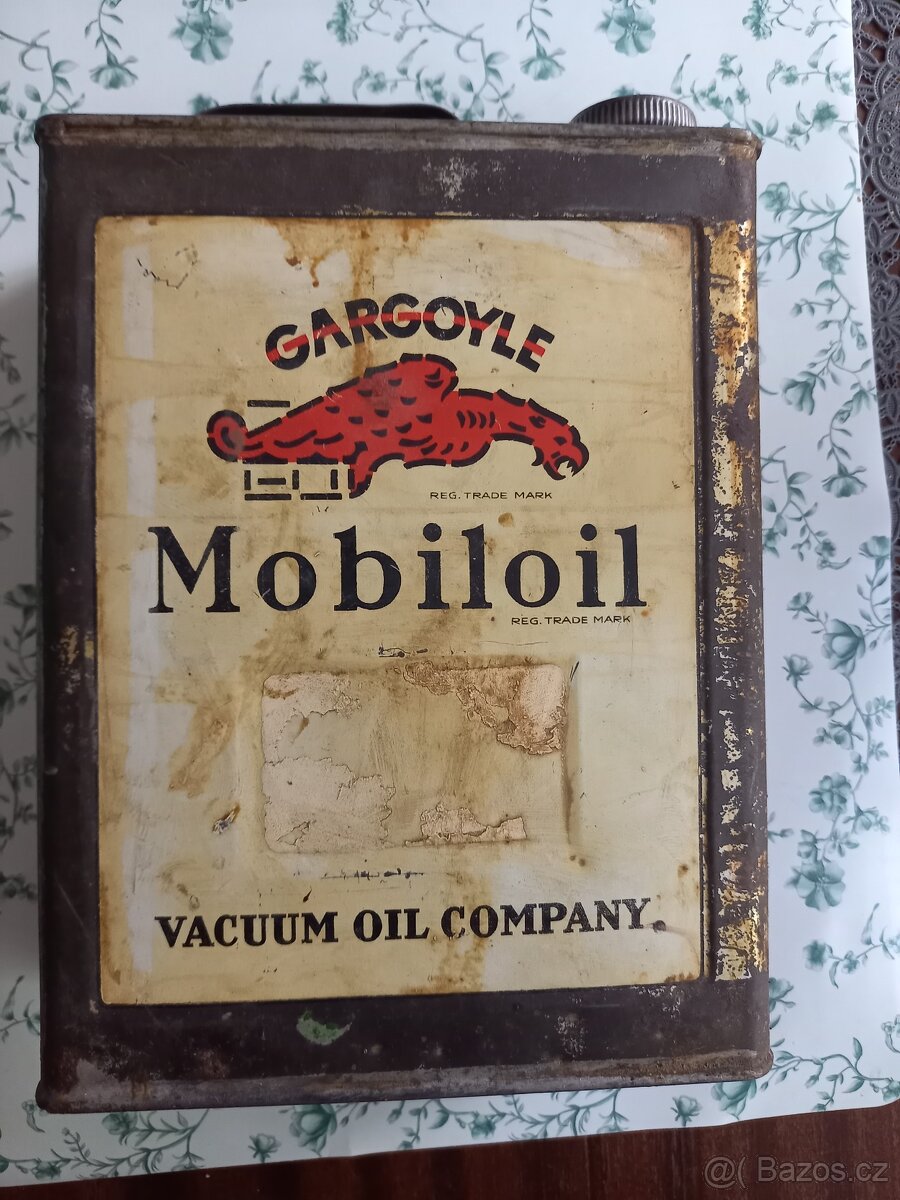 GARGOYLE
REG. TRADE MARK
Mobiloil
REG. TRADE MARK
VACUUM OIL COMPANY.
@( Bazos.cz